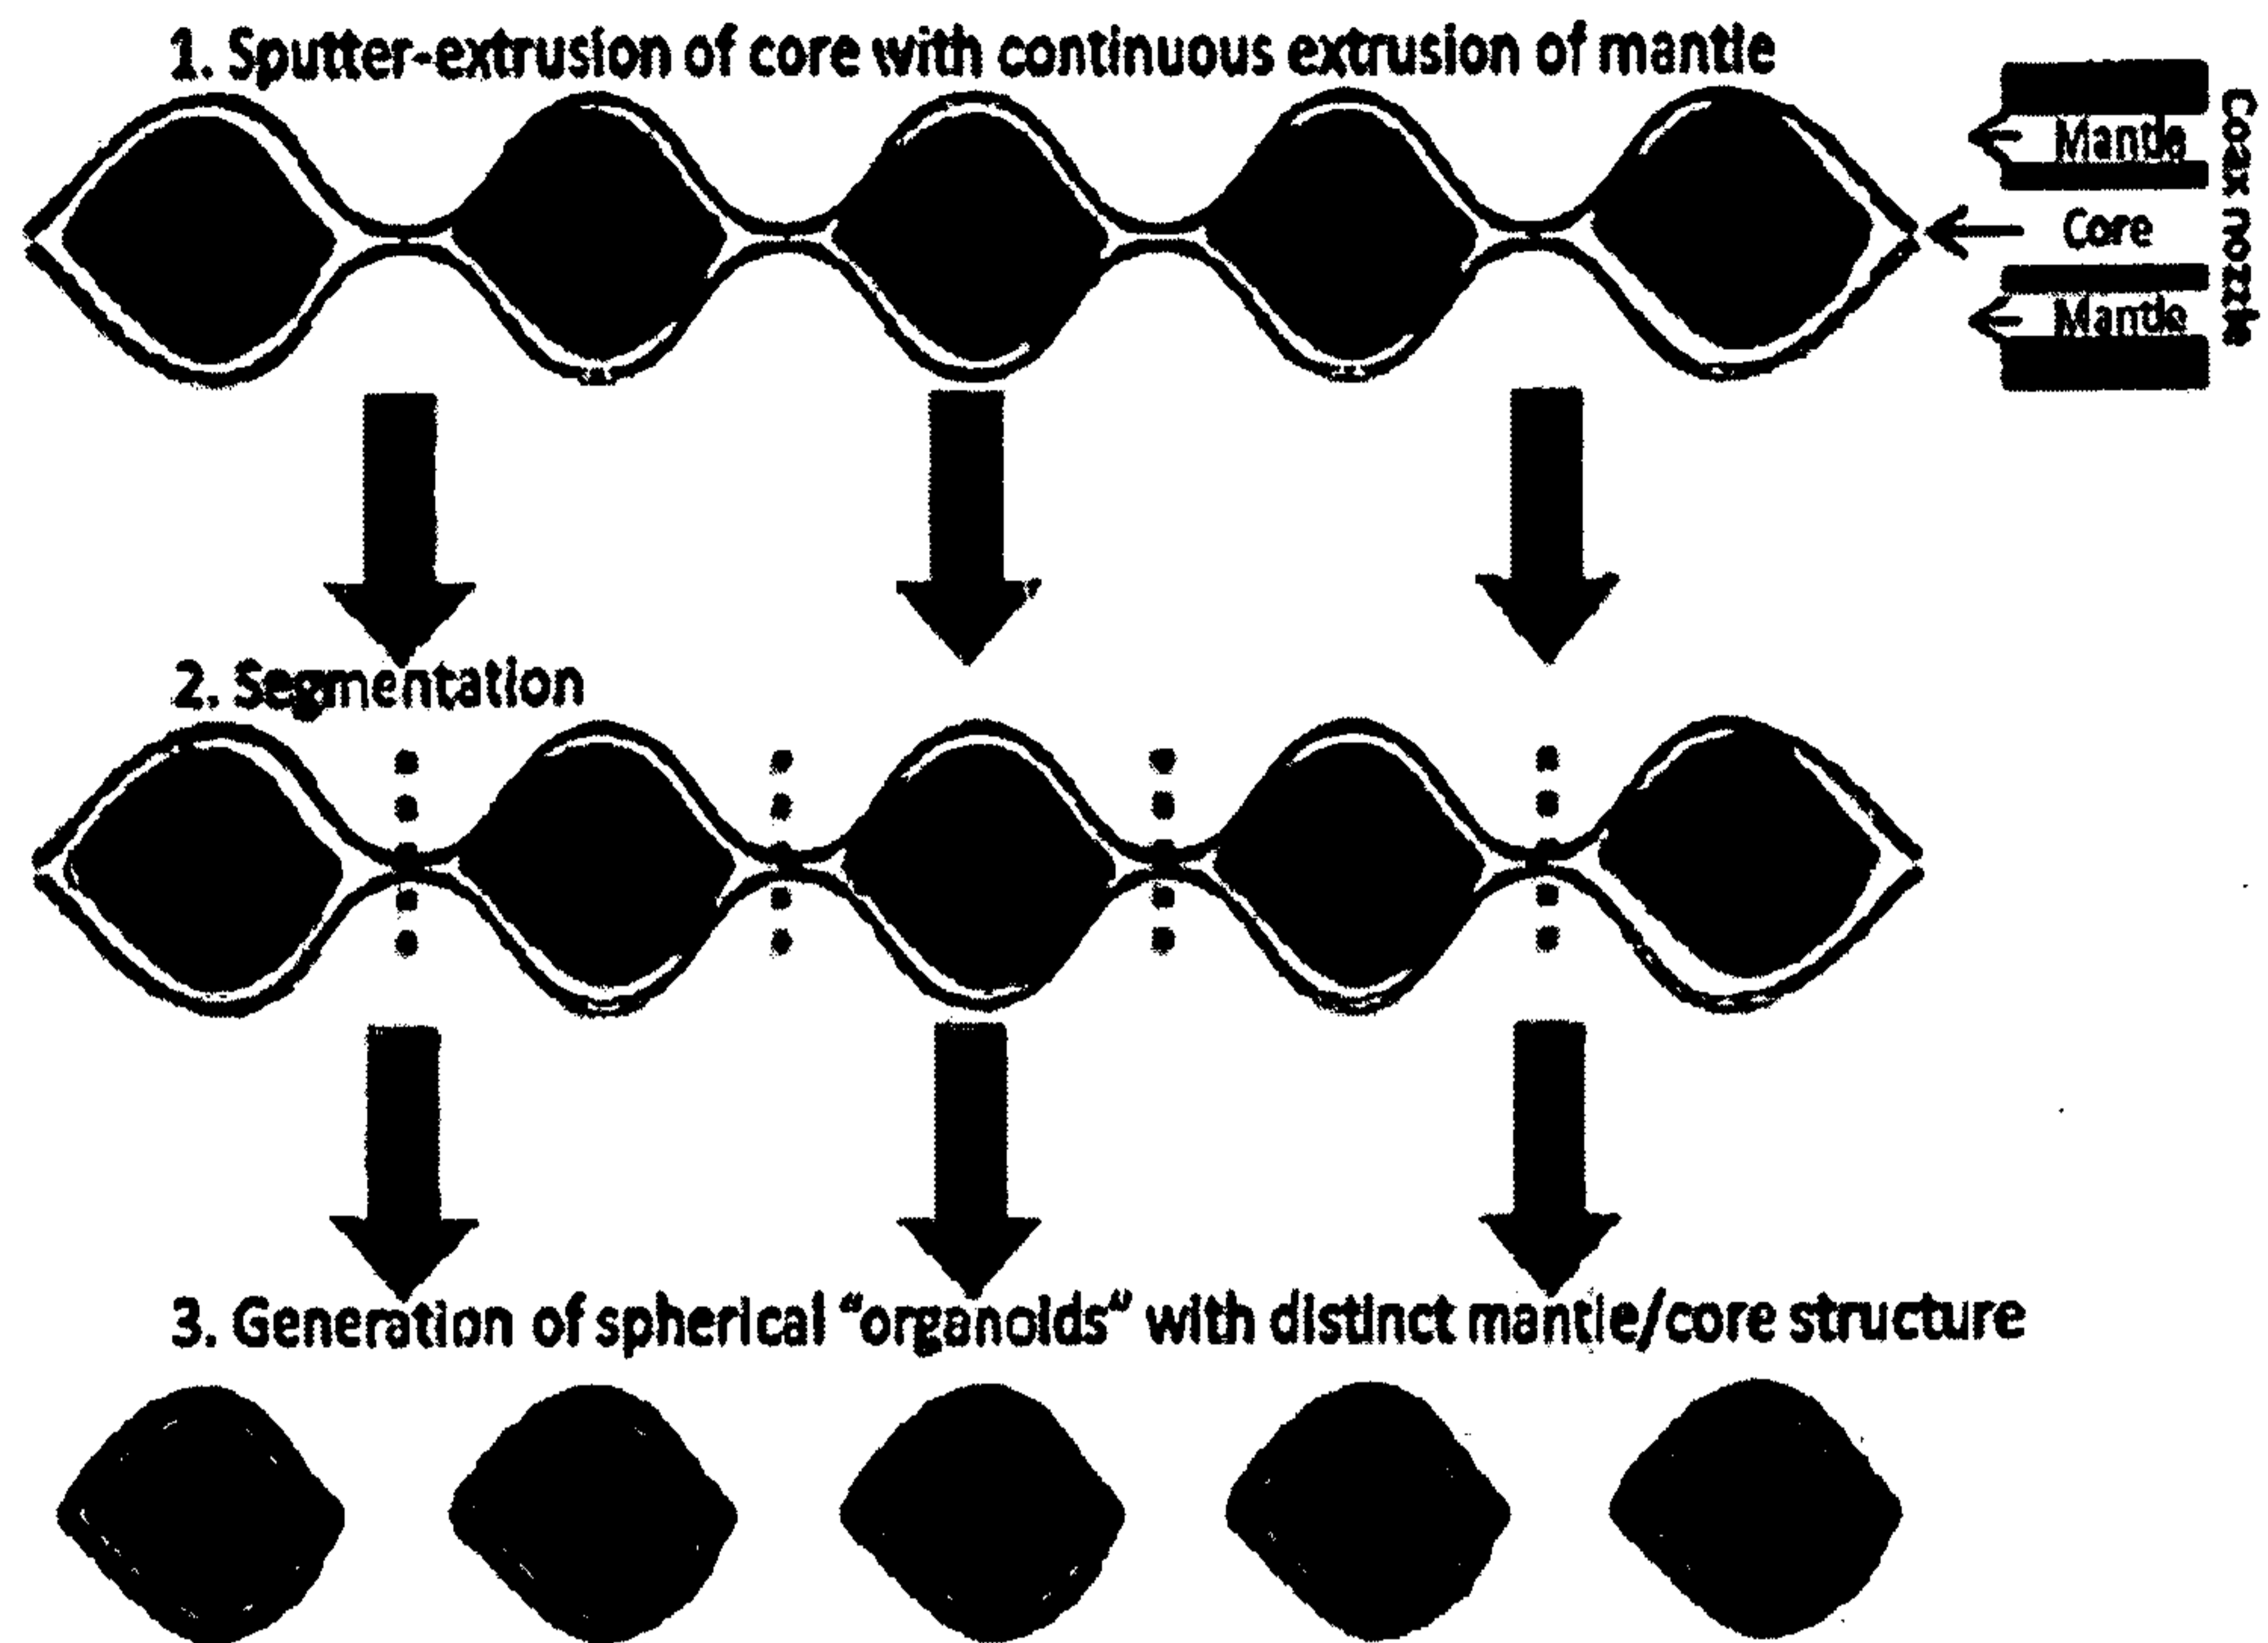 1. Sputter-extrusion of core with continuous extrusion of mantle
Mantle
Core
Mantle
Coax nozzle
2. Segmentation
3. Generation of spherical “organoids” with distinct mantle/core structure